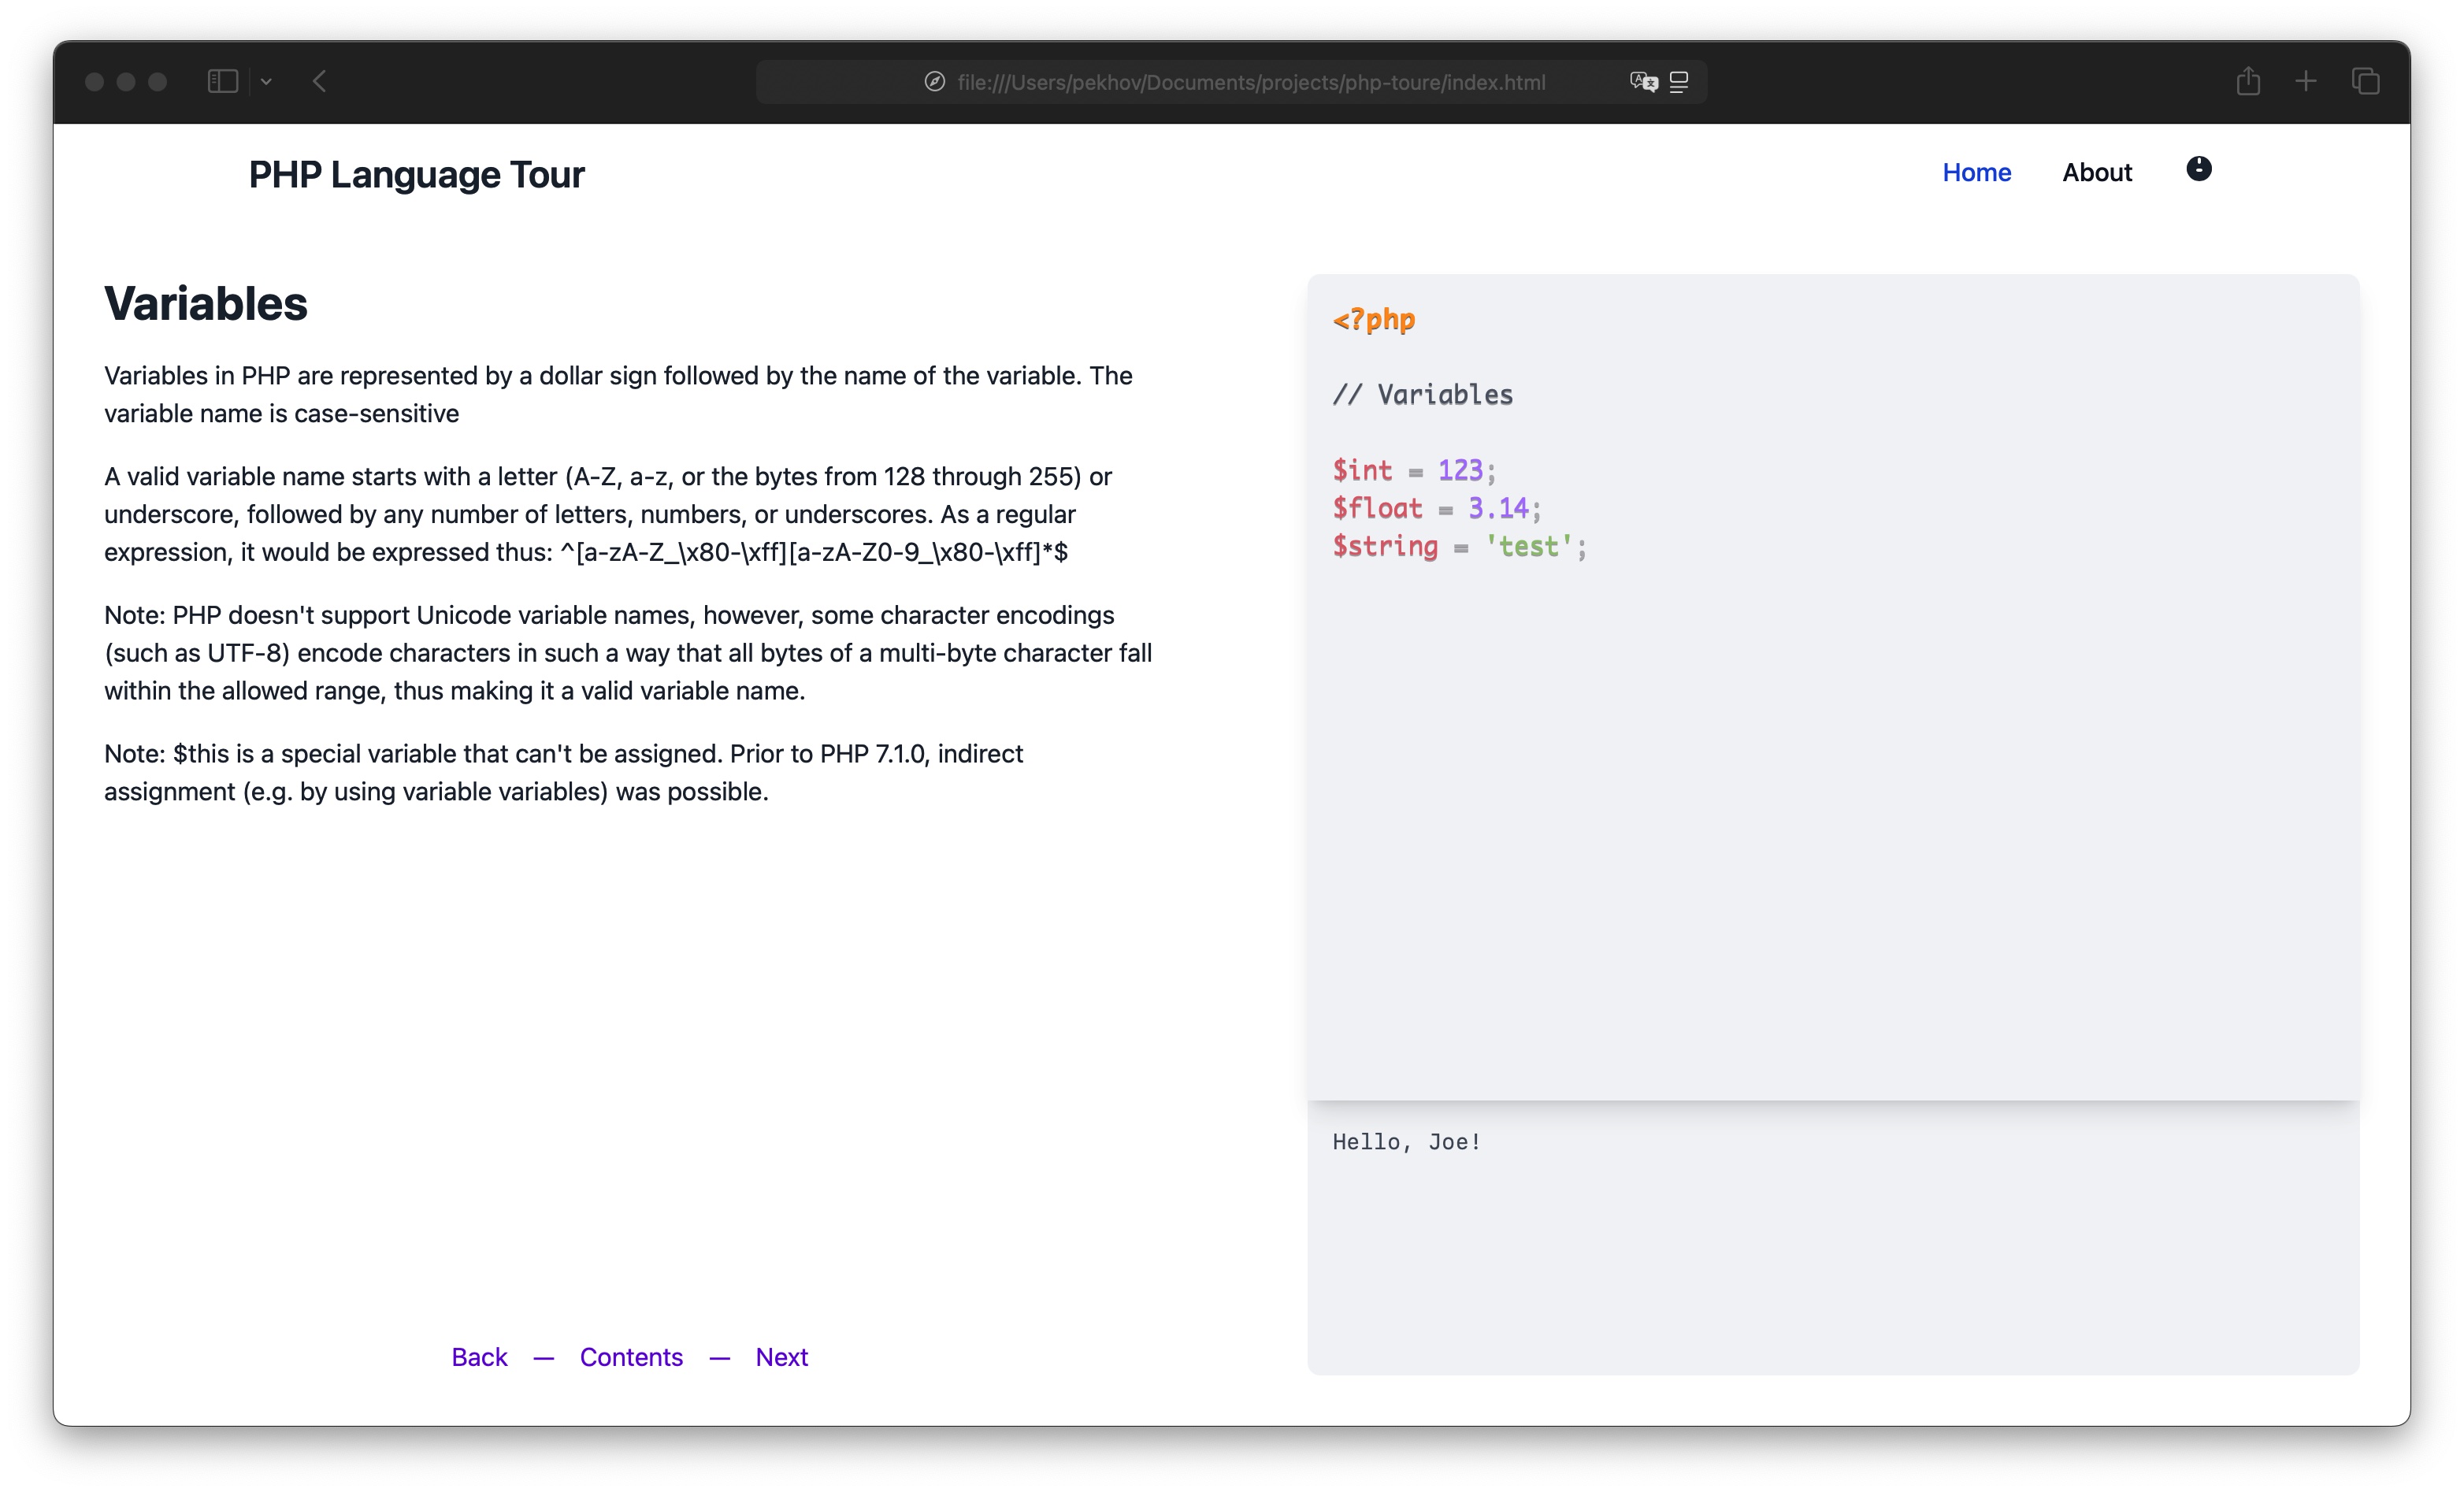 file:///Users/pekhov/Documents/projects/php-toure/index.html
PHP Language Tour
Home
About
Variables
Variables in PHP are represented by a dollar sign followed by the name of the variable. The
variable name is case-sensitive
A valid variable name starts with a letter (A-Z, a-z, or the bytes from 128 through 255) or
underscore, followed by any number of letters, numbers, or underscores. As a regular
expression, it would be expressed thus: ^[a-zA-Z_\x80-\xff][a-zA-Z0-9_\x80-\xff]*$
Note: PHP doesn't support Unicode variable names, however, some character encodings
(such as UTF-8) encode characters in such a way that all bytes of a multi-byte character fall
within the allowed range, thus making it a valid variable name.
Note: $this is a special variable that can't be assigned. Prior to PHP 7.1.0, indirect
assignment (e.g. by using variable variables) was possible.
Back — Contents — Next
<?php
// Variables
$int = 123;
$float = 3.14;
$string = 'test';
Hello, Joe!